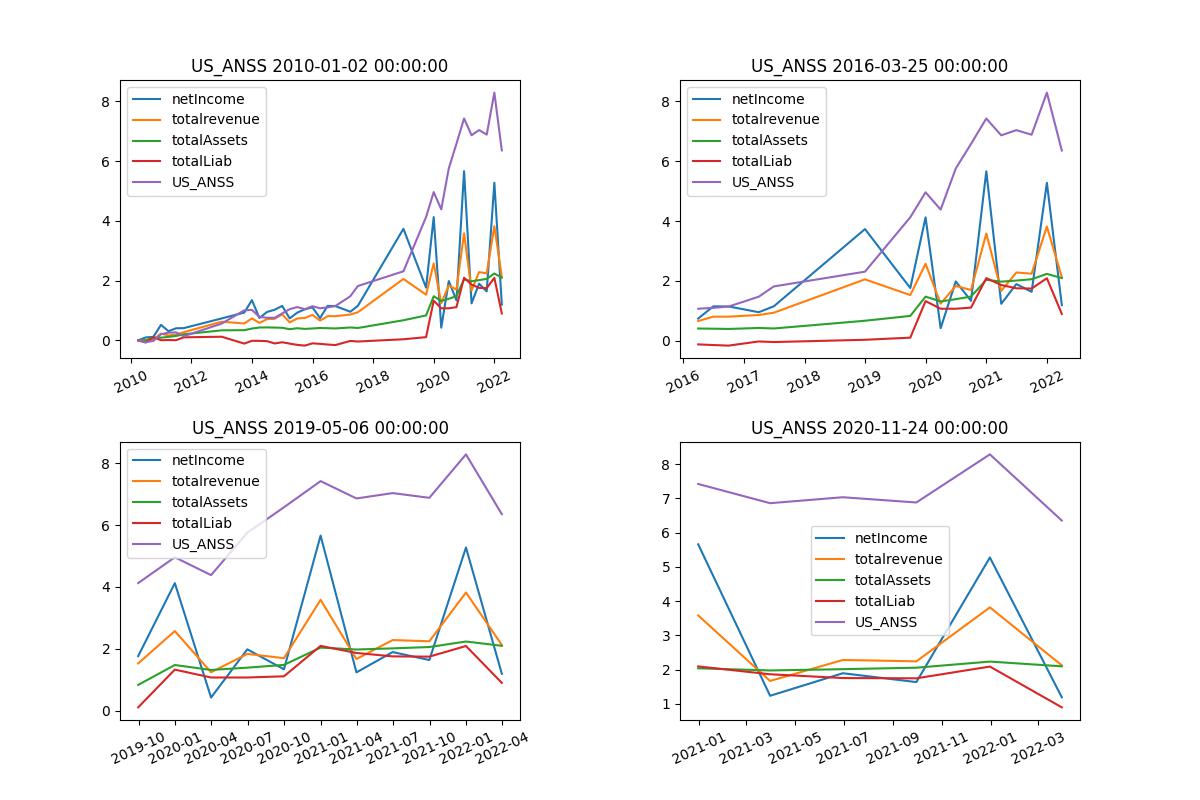 US_ANSS 2010-01-02 00:00:00
netIncome
totalrevenue
totalAssets
totalLiab
US_ANSS
8
6
4
2
0
2010 2012 2014 2016 2018 2020 2022
US_ANSS 2016-03-25 00:00:00
netIncome
totalrevenue
totalAssets
totalLiab
US_ANSS
8
6
4
2
0
2016 2017 2018 2019 2020 2021 2022
US_ANSS 2019-05-06 00:00:00
netIncome
totalrevenue
totalAssets
totalLiab
US_ANSS
8
6
4
2
0
2019-10 2020-01 2020-04 2020-07 2020-10 2021-01 2021-04 2021-07 2021-10 2022-01 2022-04
US_ANSS 2020-11-24 00:00:00
netIncome
totalrevenue
totalAssets
totalLiab
US_ANSS
8
7
6
5
4
3
2
1
2021-01 2021-03 2021-05 2021-07 2021-09 2021-11 2022-01 2022-03